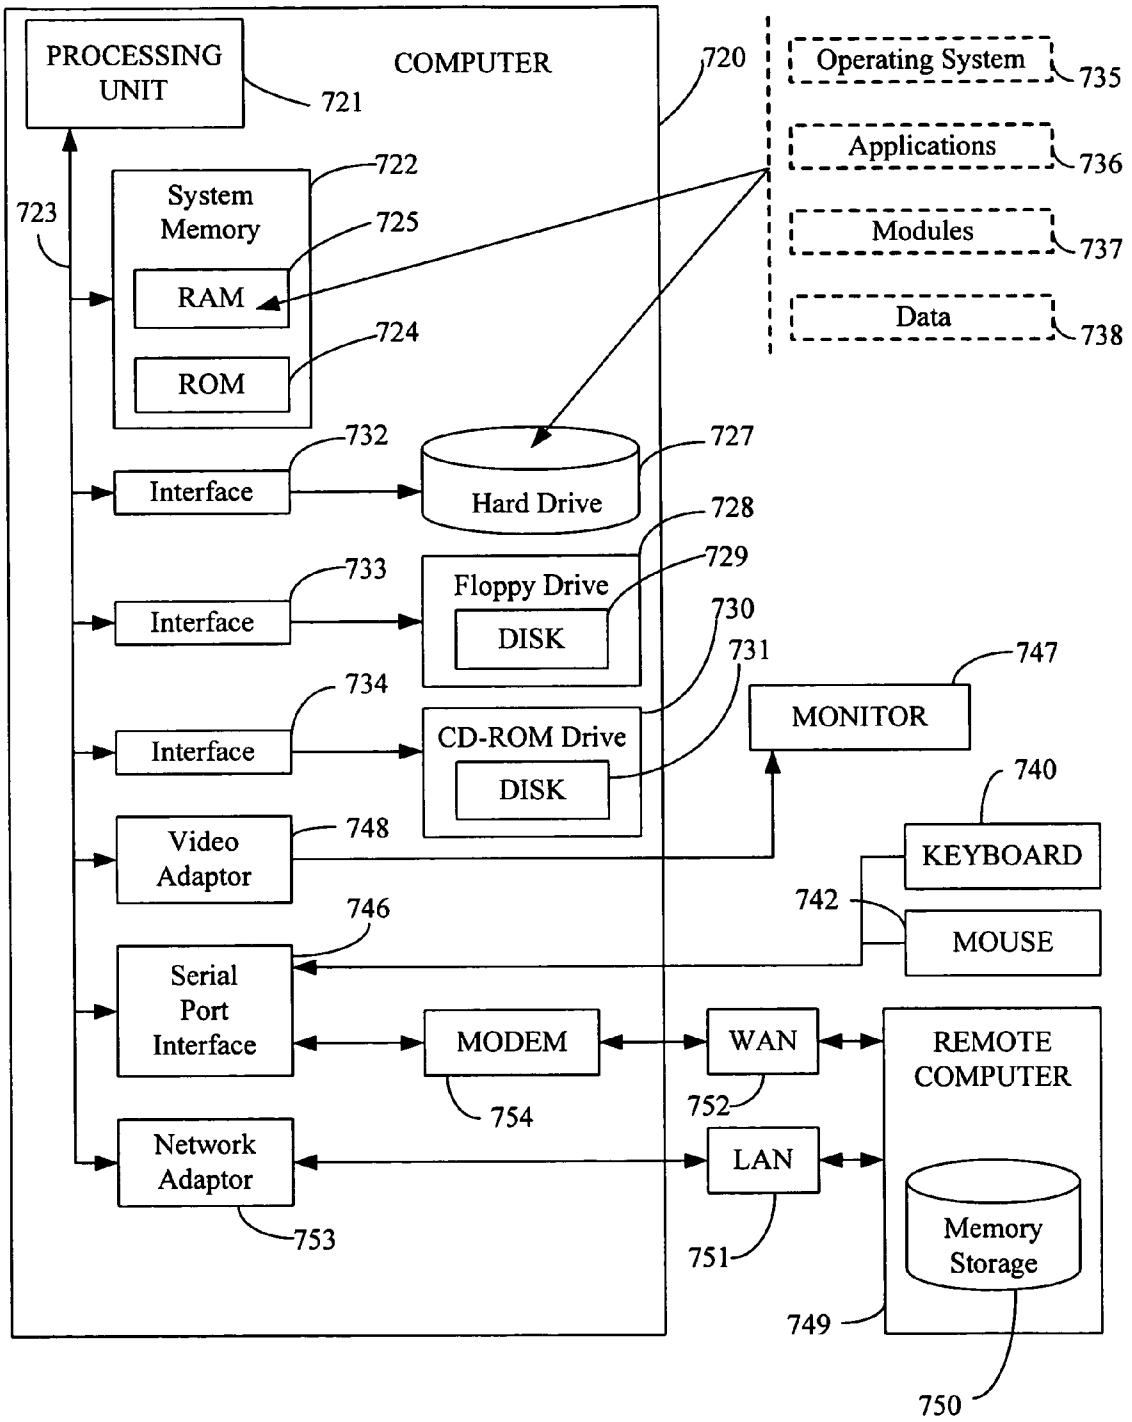 PROCESSING
UNIT
721
COMPUTER
720
Operating System
735
Applications
736
Modules
737
Data
738
723
System
Memory
722
RAM
725
ROM
724
Interface
732
Hard Drive
727
Interface
733
Floppy Drive
728
DISK
729
Interface
734
CD-ROM Drive
730
DISK
731
MONITOR
747
Video
Adaptor
748
KEYBOARD
740
MOUSE
742
Serial
Port
Interface
746
MODEM
754
WAN
752
REMOTE
COMPUTER
749
Network
Adaptor
753
LAN
751
Memory
Storage
750